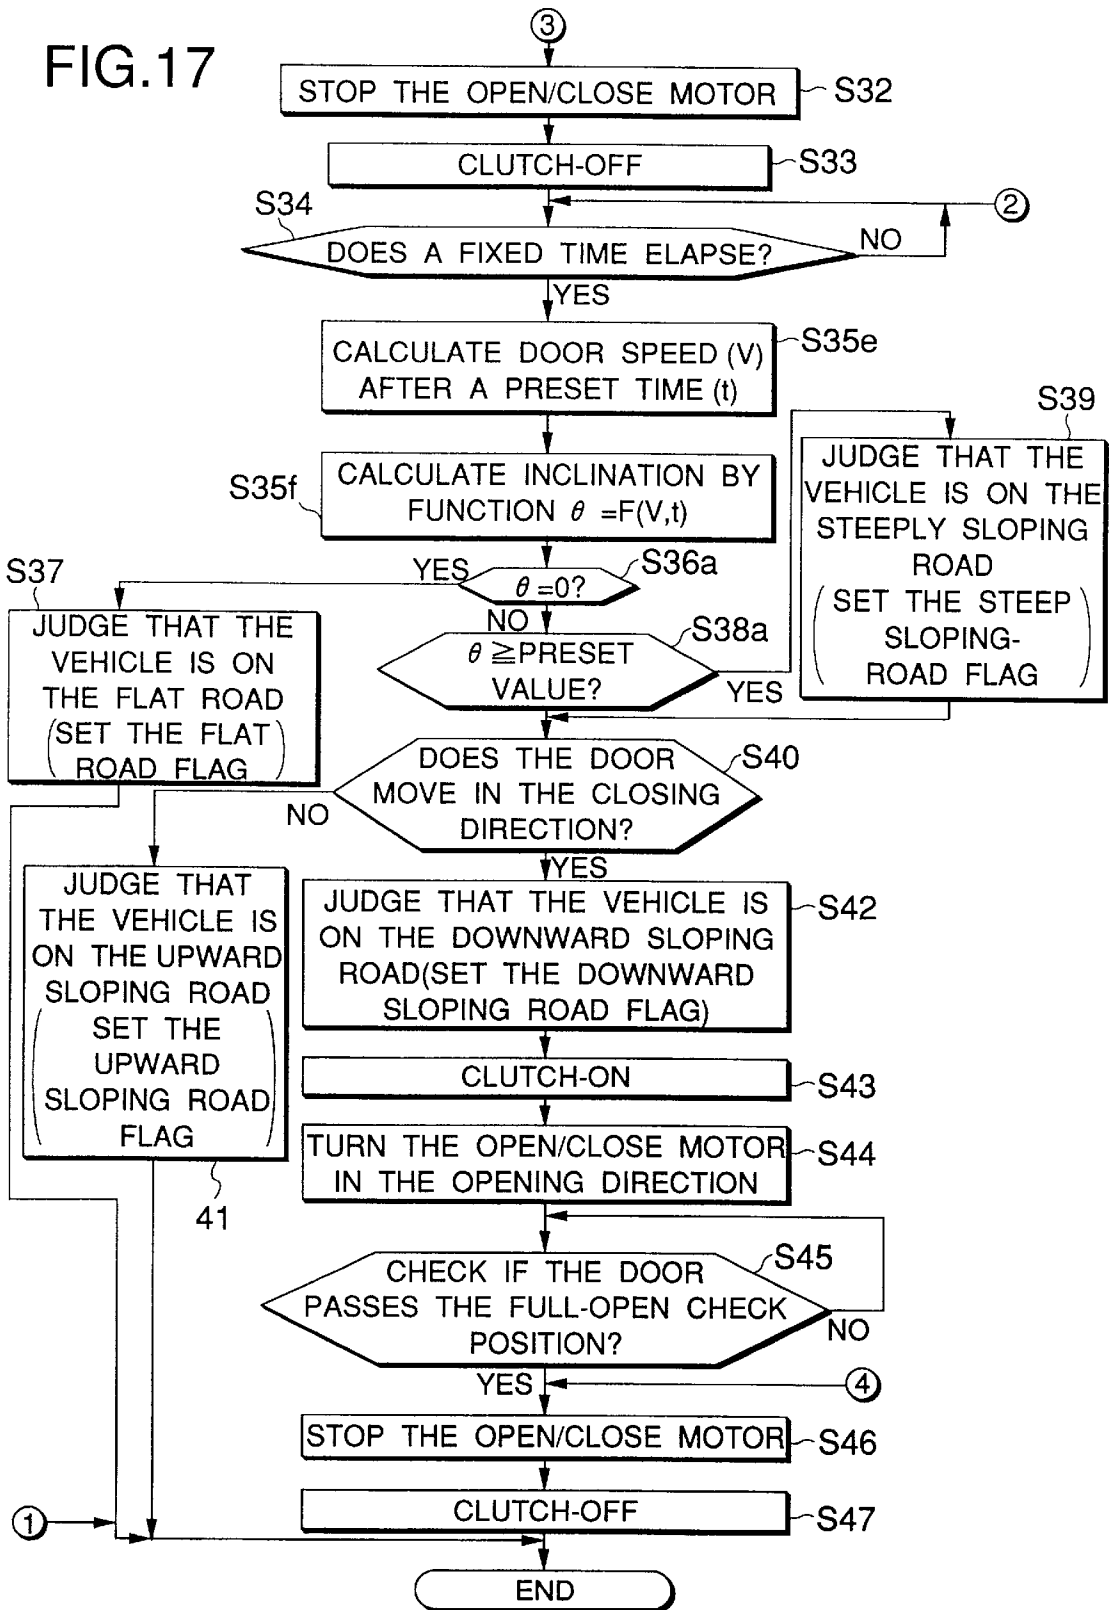 FIG.17
③
STOP THE OPEN/CLOSE MOTOR
S32
CLUTCH-OFF
S33
②
S34
DOES A FIXED TIME ELAPSE?
NO
YES
CALCULATE DOOR SPEED (V)
AFTER A PRESET TIME (t)
S35e
CALCULATE INCLINATION BY
FUNCTION θ =F(V,t)
S35f
S39
JUDGE THAT THE
VEHICLE IS ON THE
STEEPLY SLOPING
ROAD
(SET THE STEEP
SLOPING-
ROAD FLAG)
θ =0?
S36a
YES
NO
S37
JUDGE THAT THE
VEHICLE IS ON
THE FLAT ROAD
(SET THE FLAT
ROAD FLAG)
θ ≧PRESET
VALUE?
S38a
YES
DOES THE DOOR
MOVE IN THE CLOSING
DIRECTION?
S40
NO
YES
JUDGE THAT
THE VEHICLE IS
ON THE UPWARD
SLOPING ROAD
(SET THE
UPWARD
SLOPING ROAD
FLAG)
41
JUDGE THAT THE VEHICLE IS
ON THE DOWNWARD SLOPING
ROAD(SET THE DOWNWARD
SLOPING ROAD FLAG)
S42
CLUTCH-ON
S43
TURN THE OPEN/CLOSE MOTOR
IN THE OPENING DIRECTION
S44
CHECK IF THE DOOR
PASSES THE FULL-OPEN CHECK
POSITION?
S45
NO
YES
④
STOP THE OPEN/CLOSE MOTOR
S46
CLUTCH-OFF
S47
①
END